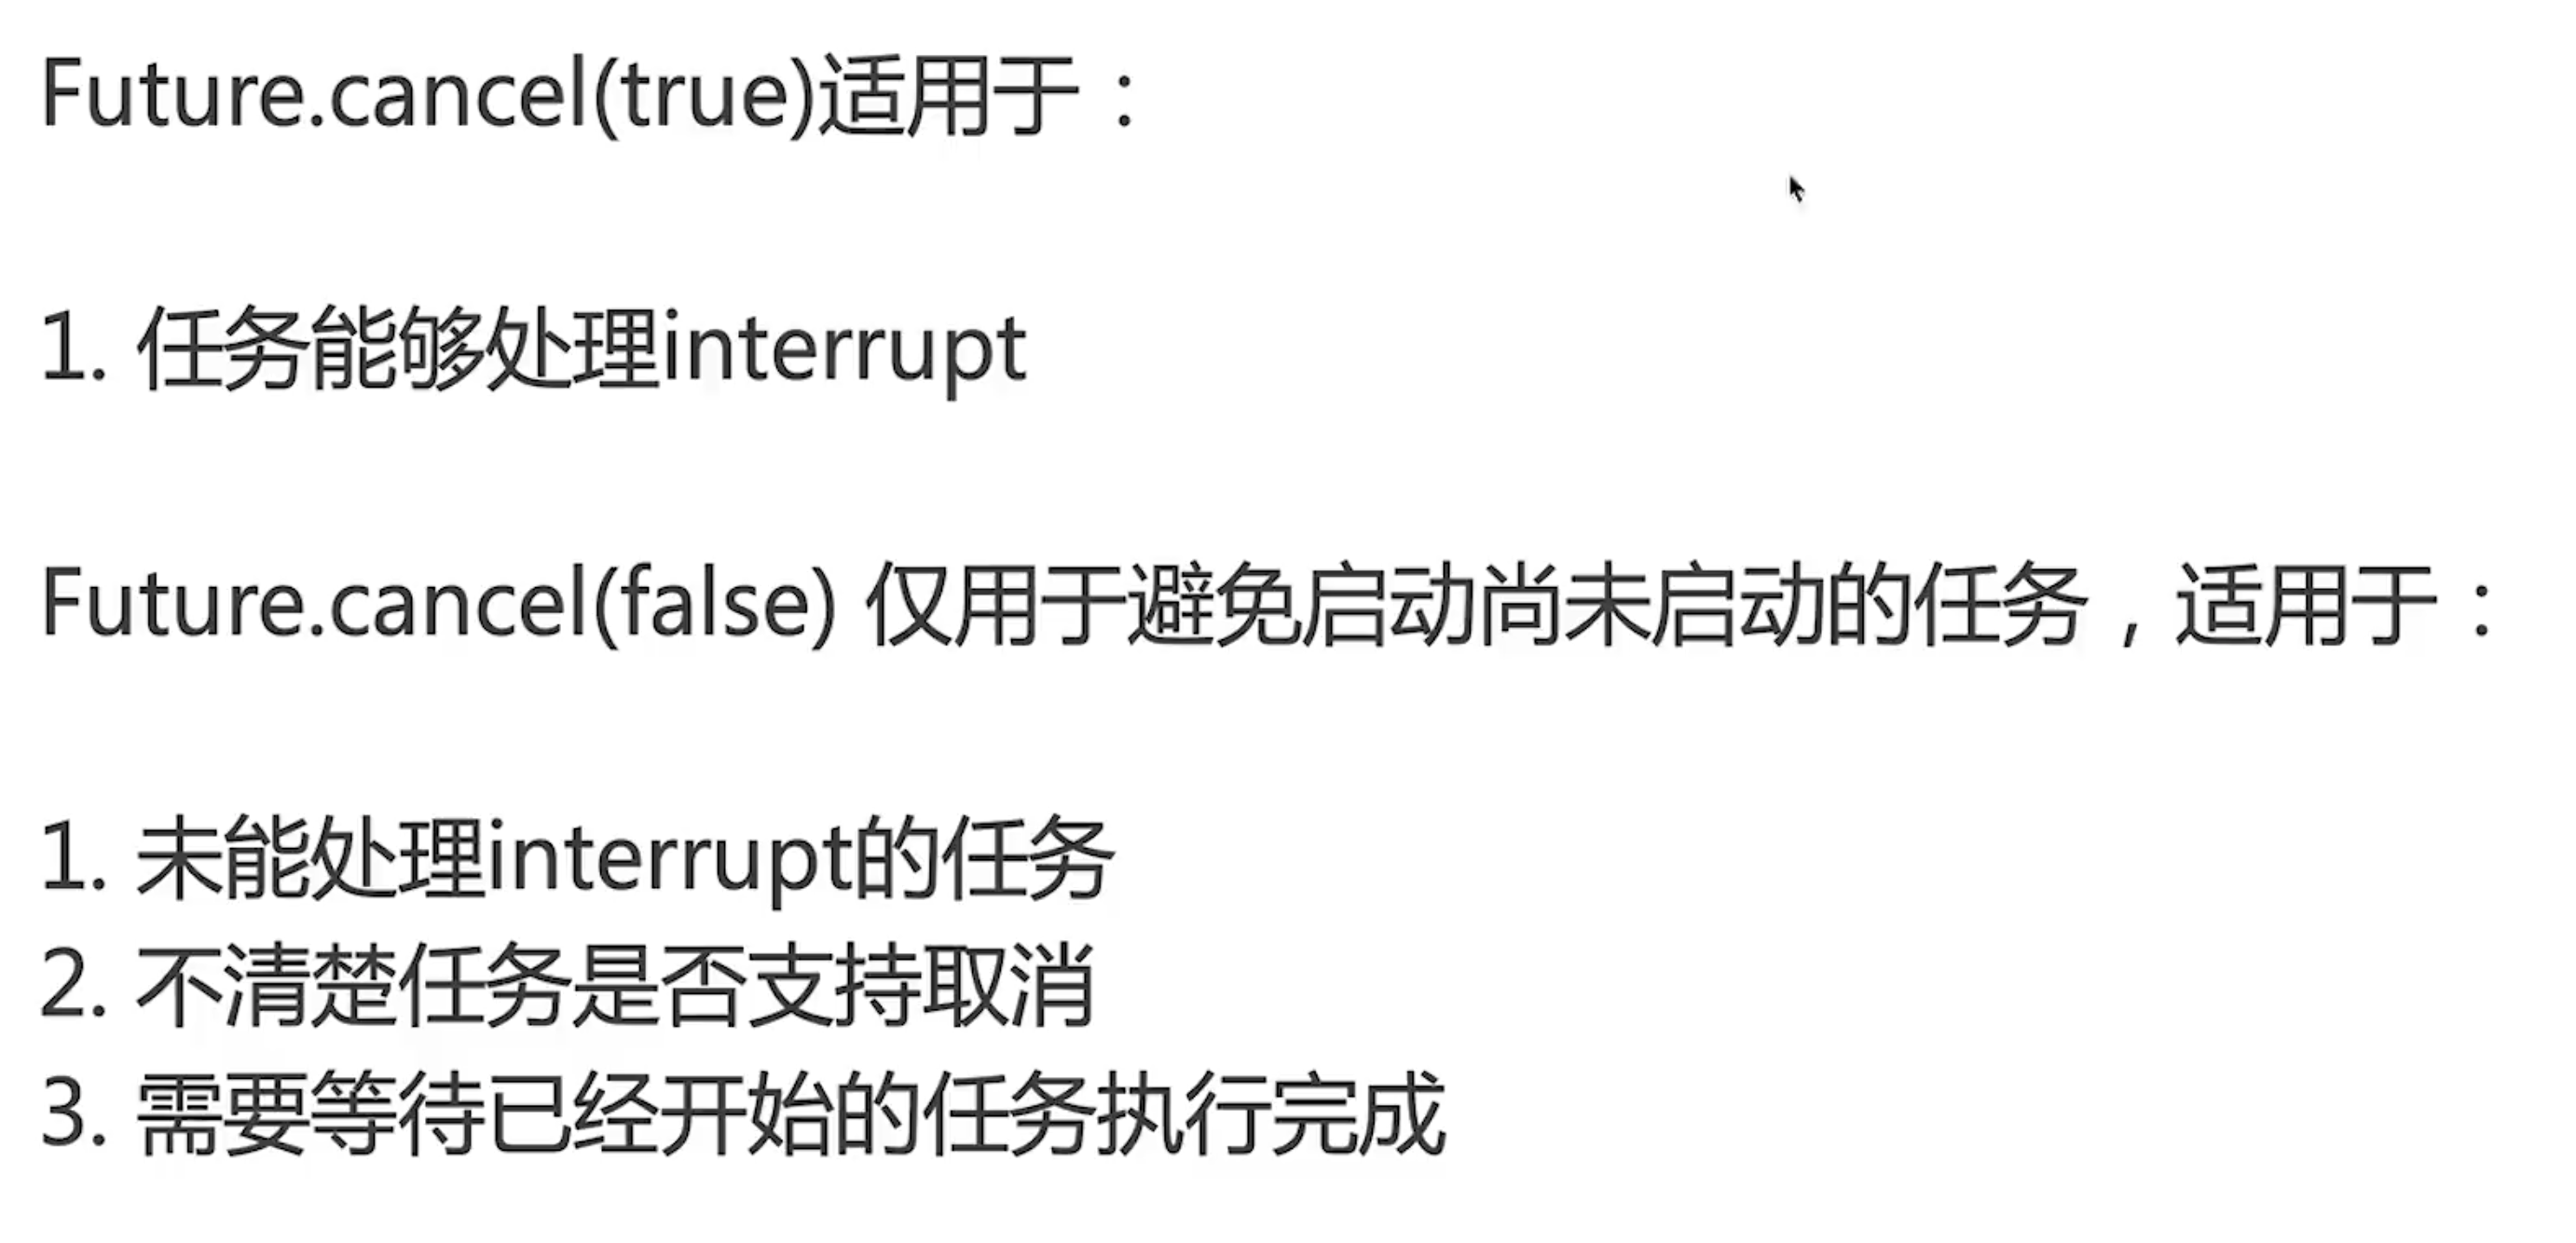 Future.cancel(true)适用于：
1. 任务能够处理interrupt
Future.cancel(false) 仅用于避免启动尚未启动的任务，适用于：
1. 未能处理interrupt的任务
2. 不清楚任务是否支持取消
3. 需要等待已经开始的任务执行完成